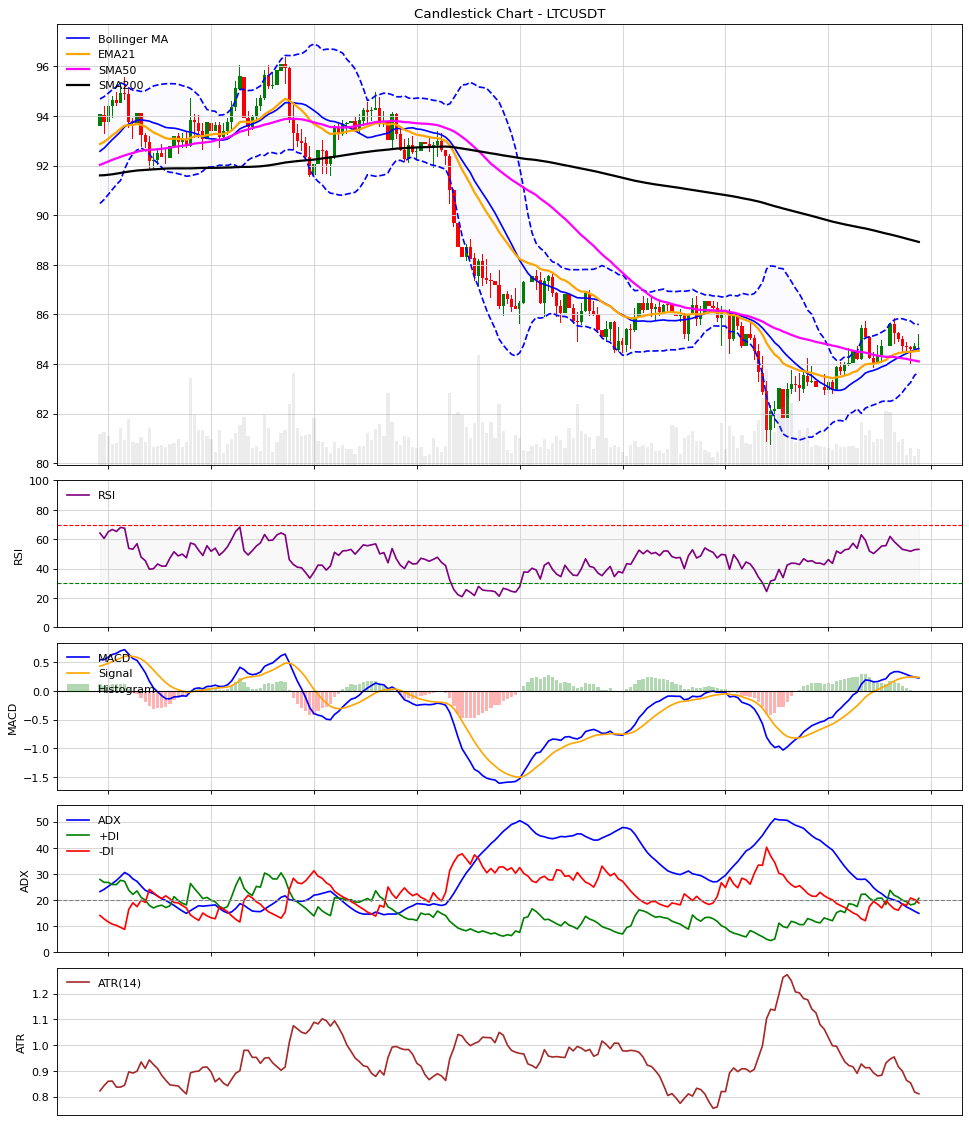 Candlestick Chart - LTCUSDT
Bollinger MA
EMA21
SMA50
SMA200
96
94
92
90
88
86
84
82
80
RSI
RSI
100
80
60
40
20
0
MACD
Signal
Histogram
MACD
0.5
0.0
−0.5
−1.0
−1.5
ADX
+DI
-DI
ADX
50
40
30
20
10
0
ATR(14)
ATR
1.2
1.1
1.0
0.9
0.8